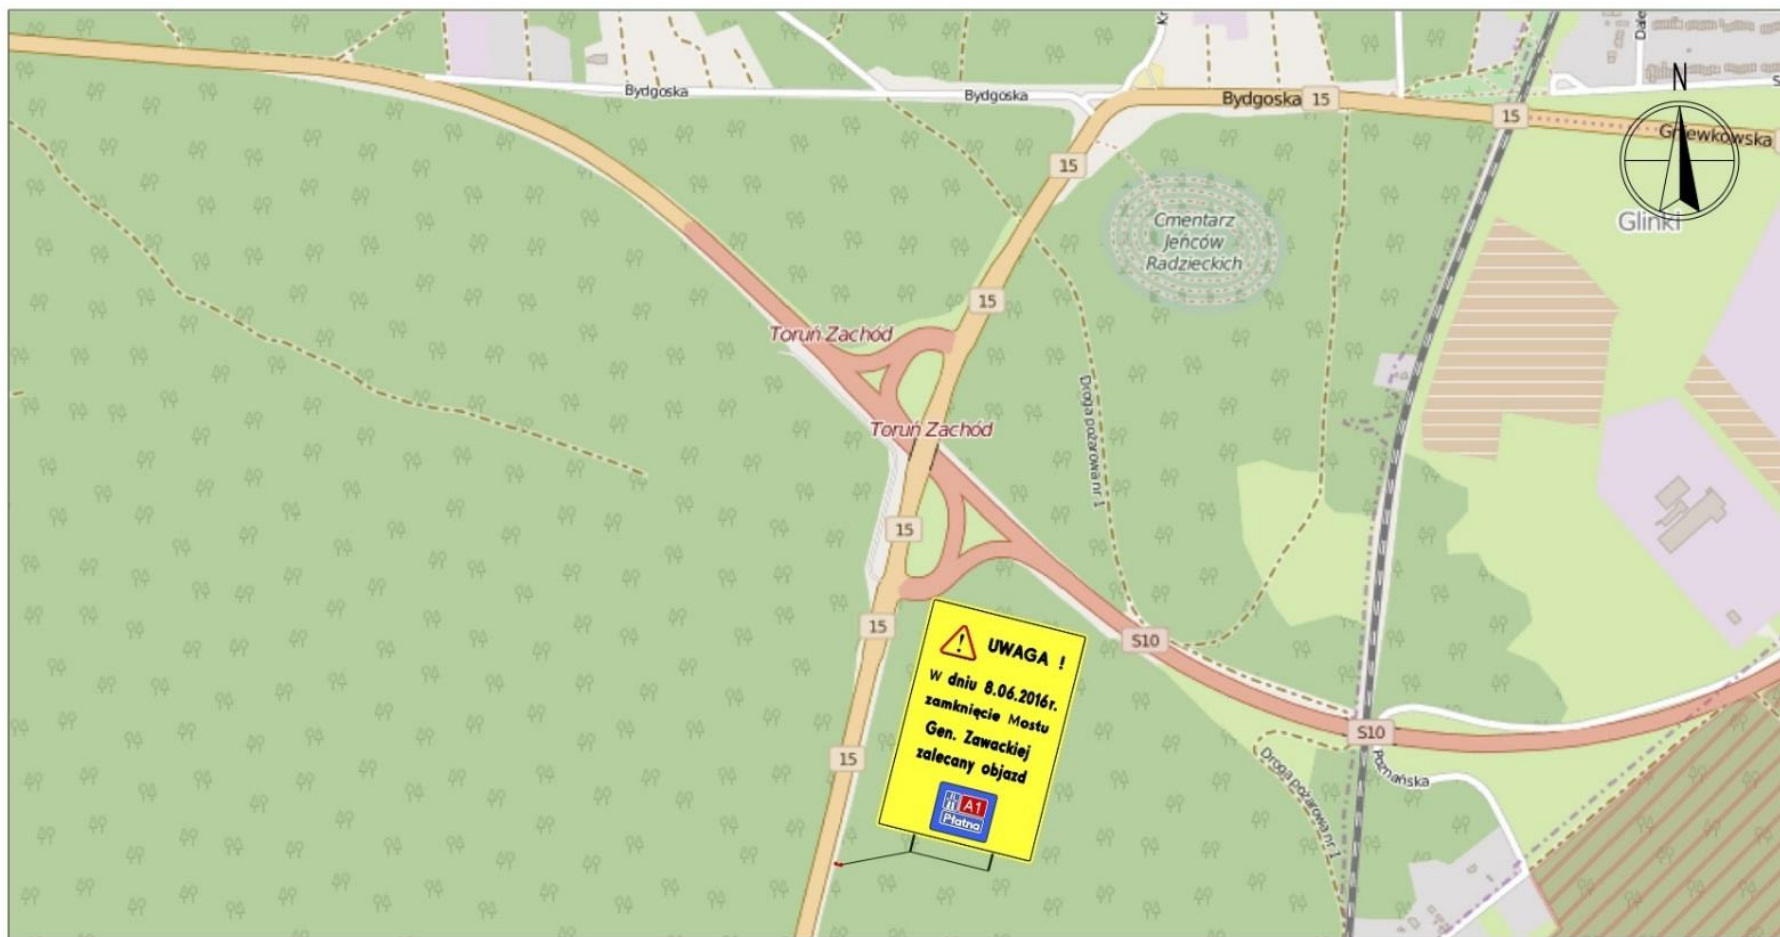 Kr
Dale
N
Bydgoska
Bydgoska
Bydgoska
15
15
Gniewkowska
15
Cmentarz
Jeńców
Radzieckich
Glinki
15
Toruń Zachód
Toruń Zachód
Droga pożarowa nr 1
15
15
S10
UWAGA !
W dniu 8.06.2016r.
zamknięcie Mostu
Gen. Zawackiej
zalecany objazd
A1
Płatna
S10
15
Poznańska
Droga pożarowa nr 1